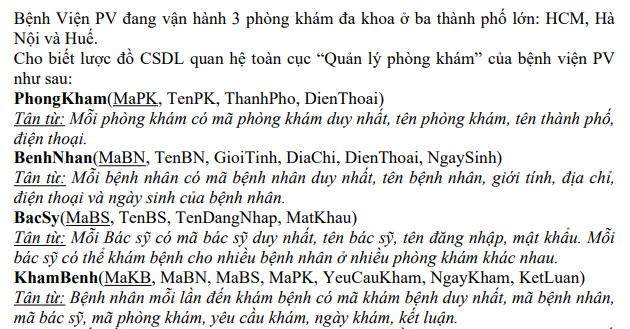 Bệnh Viện PV đang vận hành 3 phòng khám đa khoa ở ba thành phố lớn: HCM, Hà
Nội và Huế.
Cho biết lược đồ CSDL quan hệ toàn cục “Quản lý phòng khám” của bệnh viện PV
như sau:
PhongKham(MaPK, TenPK, ThanhPho, DienThoai)
Tân từ: Mỗi phòng khám có mã phòng khám duy nhất, tên phòng khám, tên thành phố,
điện thoại.
BenhNhan(MaBN, TenBN, GioiTinh, DiaChi, DienThoai, NgaySinh)
Tân từ: Mỗi bệnh nhân có mã bệnh nhân duy nhất, tên bệnh nhân, giới tính, địa chỉ,
điện thoại và ngày sinh của bệnh nhân.
BacSy(MaBS, TenBS, TenDangNhap, MatKhau)
Tân từ: Mỗi Bác sỹ có mã bác sỹ duy nhất, tên bác sỹ, tên đăng nhập, mật khẩu. Mỗi
bác sỹ có thể khám bệnh cho nhiều bệnh nhân ở nhiều phòng khám khác nhau.
KhamBenh(MaKB, MaBN, MaBS, MaPK, YeuCauKham, NgayKham, KetLuan)
Tân từ: Bệnh nhân mỗi lần đến khám bệnh có mã khám bệnh duy nhất, mã bệnh nhân,
mã bác sỹ, mã phòng khám, yêu cầu khám, ngày khám, kết luận.